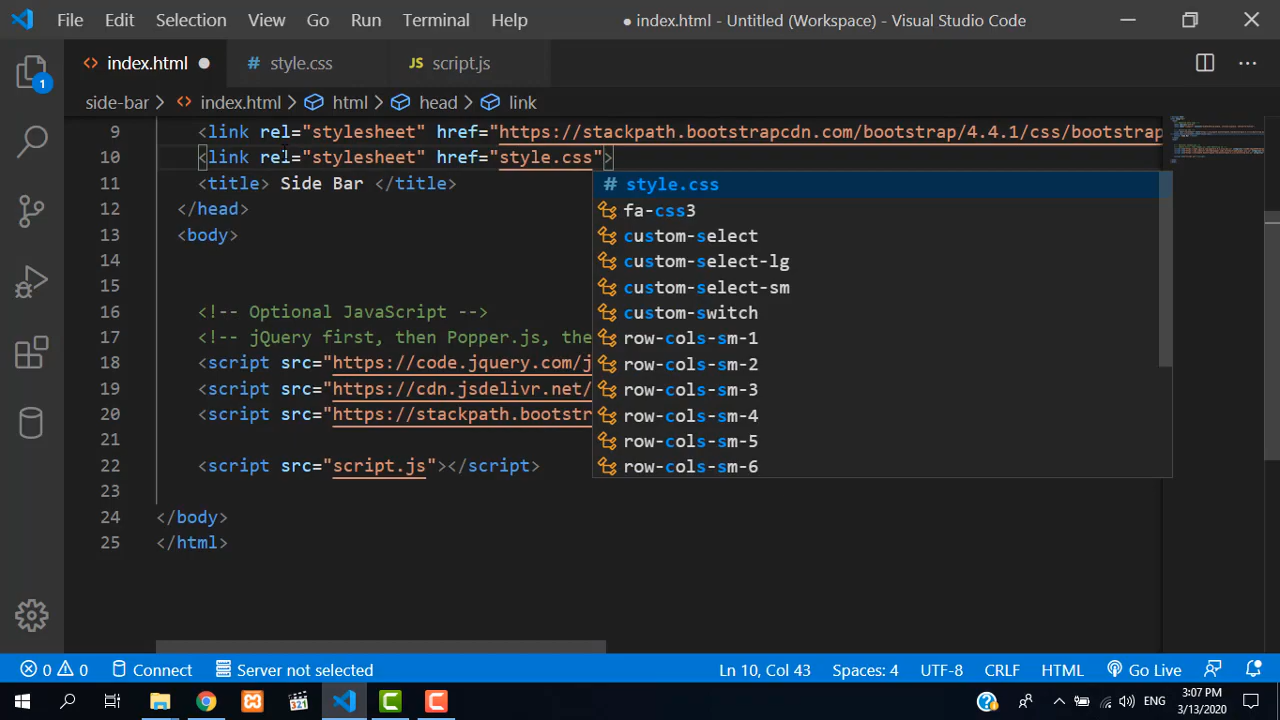 File Edit Selection View Go Run Terminal Help ● index.html - Untitled (Workspace) - Visual Studio Code
<> index.html ● # style.css JS script.js
side-bar > <> index.html > html > head > link
1
9 <link rel="stylesheet" href="https://stackpath.bootstrapcdn.com/bootstrap/4.4.1/css/bootstrap
10 <link rel="stylesheet" href="style.css">
11 <title> Side Bar </title>
12 </head>
13 <body>
14
15
16 <!-- Optional JavaScript -->
17 <!-- jQuery first, then Popper.js, the
18 <script src="https://code.jquery.com/j
19 <script src="https://cdn.jsdelivr.net/
20 <script src="https://stackpath.bootstr
21
22 <script src="script.js"></script>
23
24 </body>
25 </html>
# style.css
fa-css3
custom-select
custom-select-lg
custom-select-sm
custom-switch
row-cols-sm-1
row-cols-sm-2
row-cols-sm-3
row-cols-sm-4
row-cols-sm-5
row-cols-sm-6
0 0 Connect Server not selected Ln 10, Col 43 Spaces: 4 UTF-8 CRLF HTML Go Live
321 ENG 3:07 PM
3/13/2020